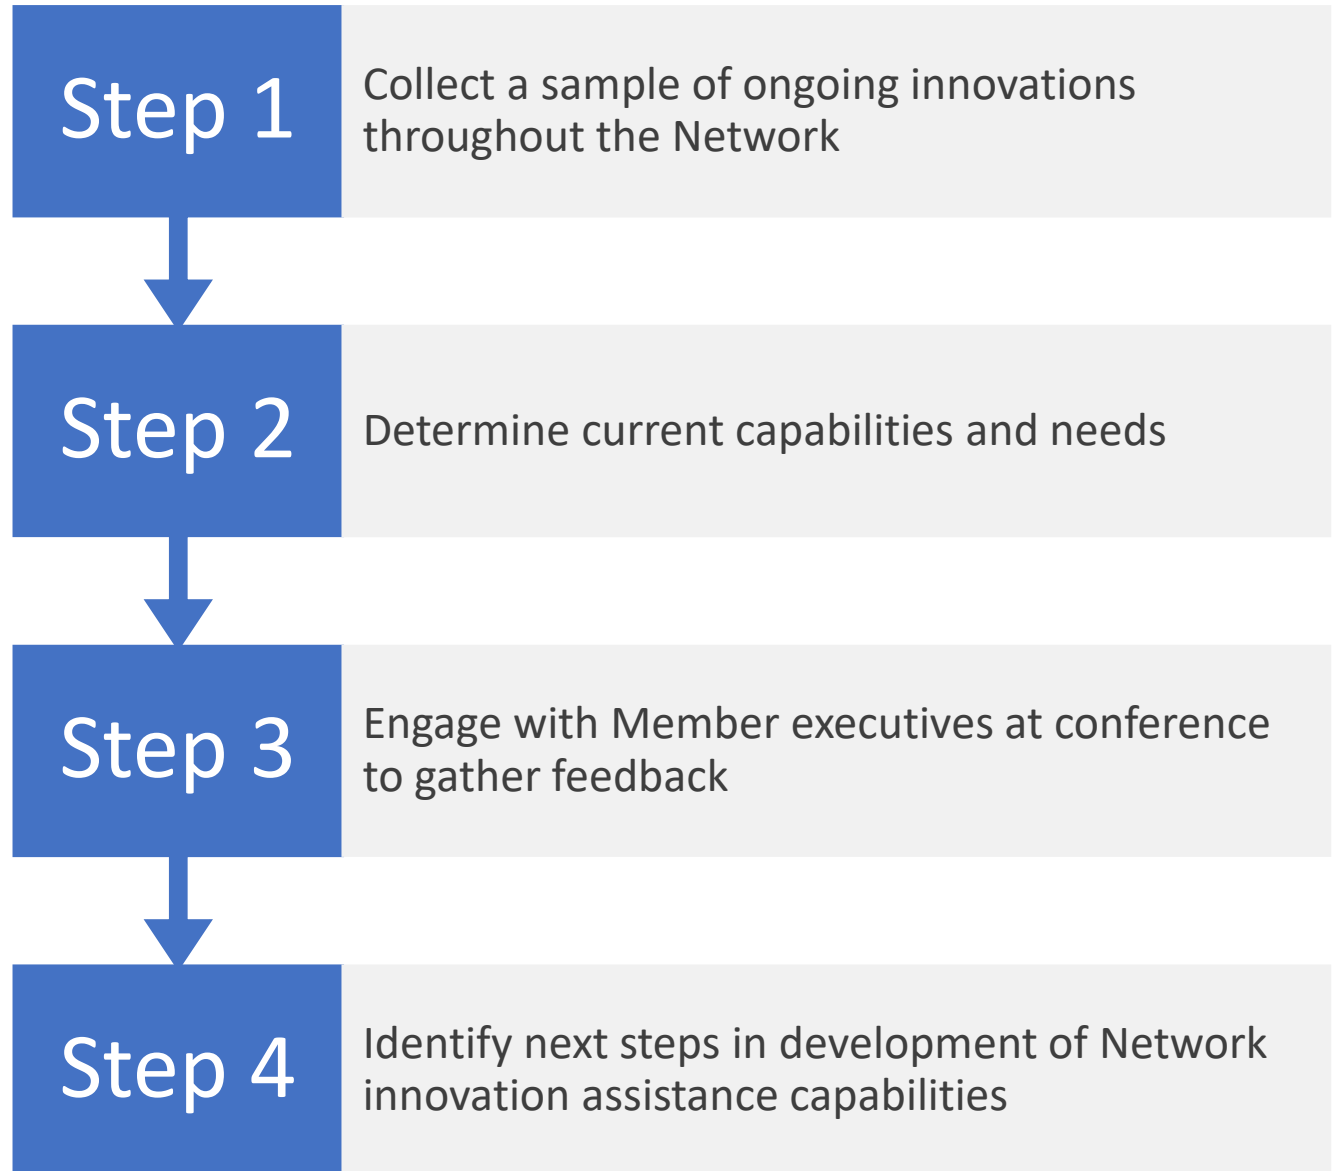 Step 1
Collect a sample of ongoing innovations
throughout the Network
Step 2
Determine current capabilities and needs
Step 3
Engage with Member executives at conference
to gather feedback
Step 4
Identify next steps in development of Network
innovation assistance capabilities